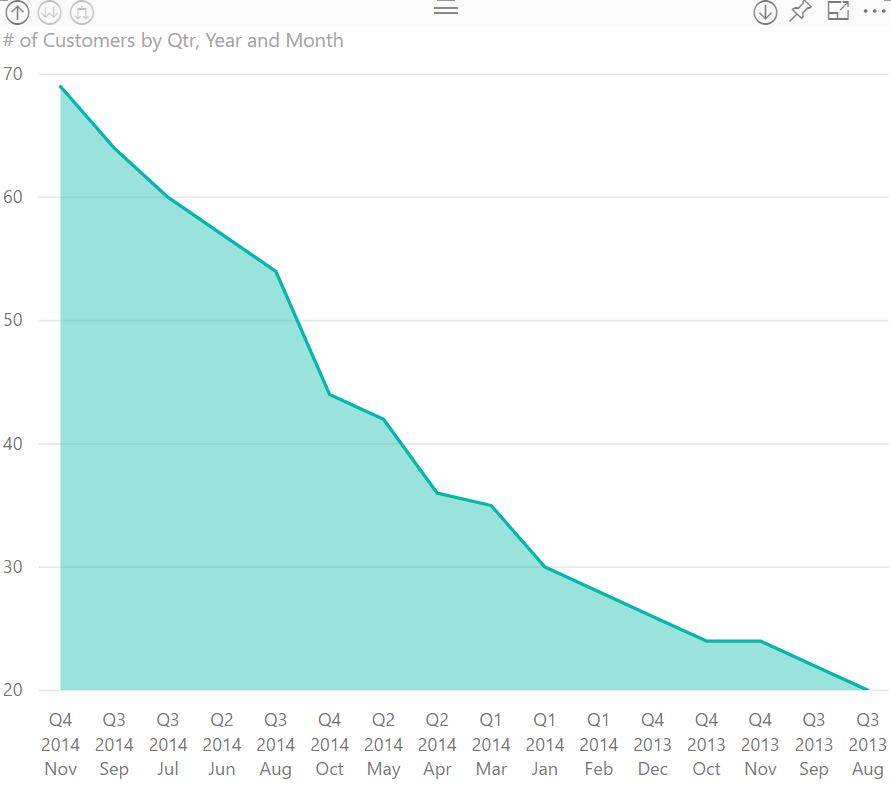 # of Customers by Qtr, Year and Month
70
60
50
40
30
20
Q4 Q3 Q3 Q2 Q3 Q4 Q2 Q2 Q1 Q1 Q1 Q4 Q4 Q4 Q3 Q3
2014 2014 2014 2014 2014 2014 2014 2014 2014 2014 2014 2013 2013 2013 2013 2013
Nov Sep Jul Jun Aug Oct May Apr Mar Jan Feb Dec Oct Nov Sep Aug